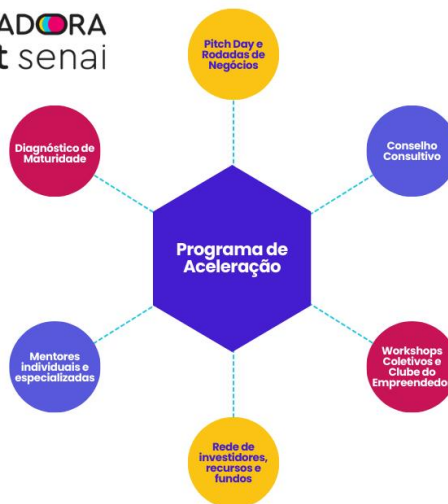 ADORA
t senai
Pitch Day e
Rodadas de
Negócios
Diagnóstico de
Maturidade
Conselho
Consultivo
Programa de
Aceleração
Mentores
individuais e
especializadas
Workshops
Coletivos e
Clube do
Empreendedo
Rede de
investidores,
recursos e
fundos